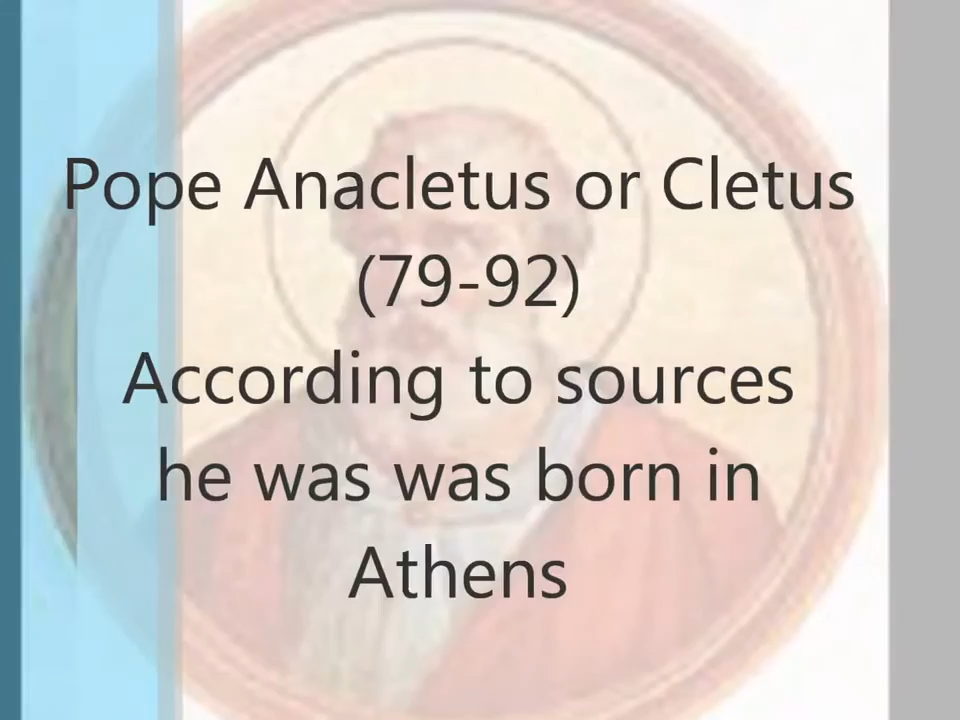 Pope Anacletus or Cletus
(79-92)
According to sources
he was was born in
Athens